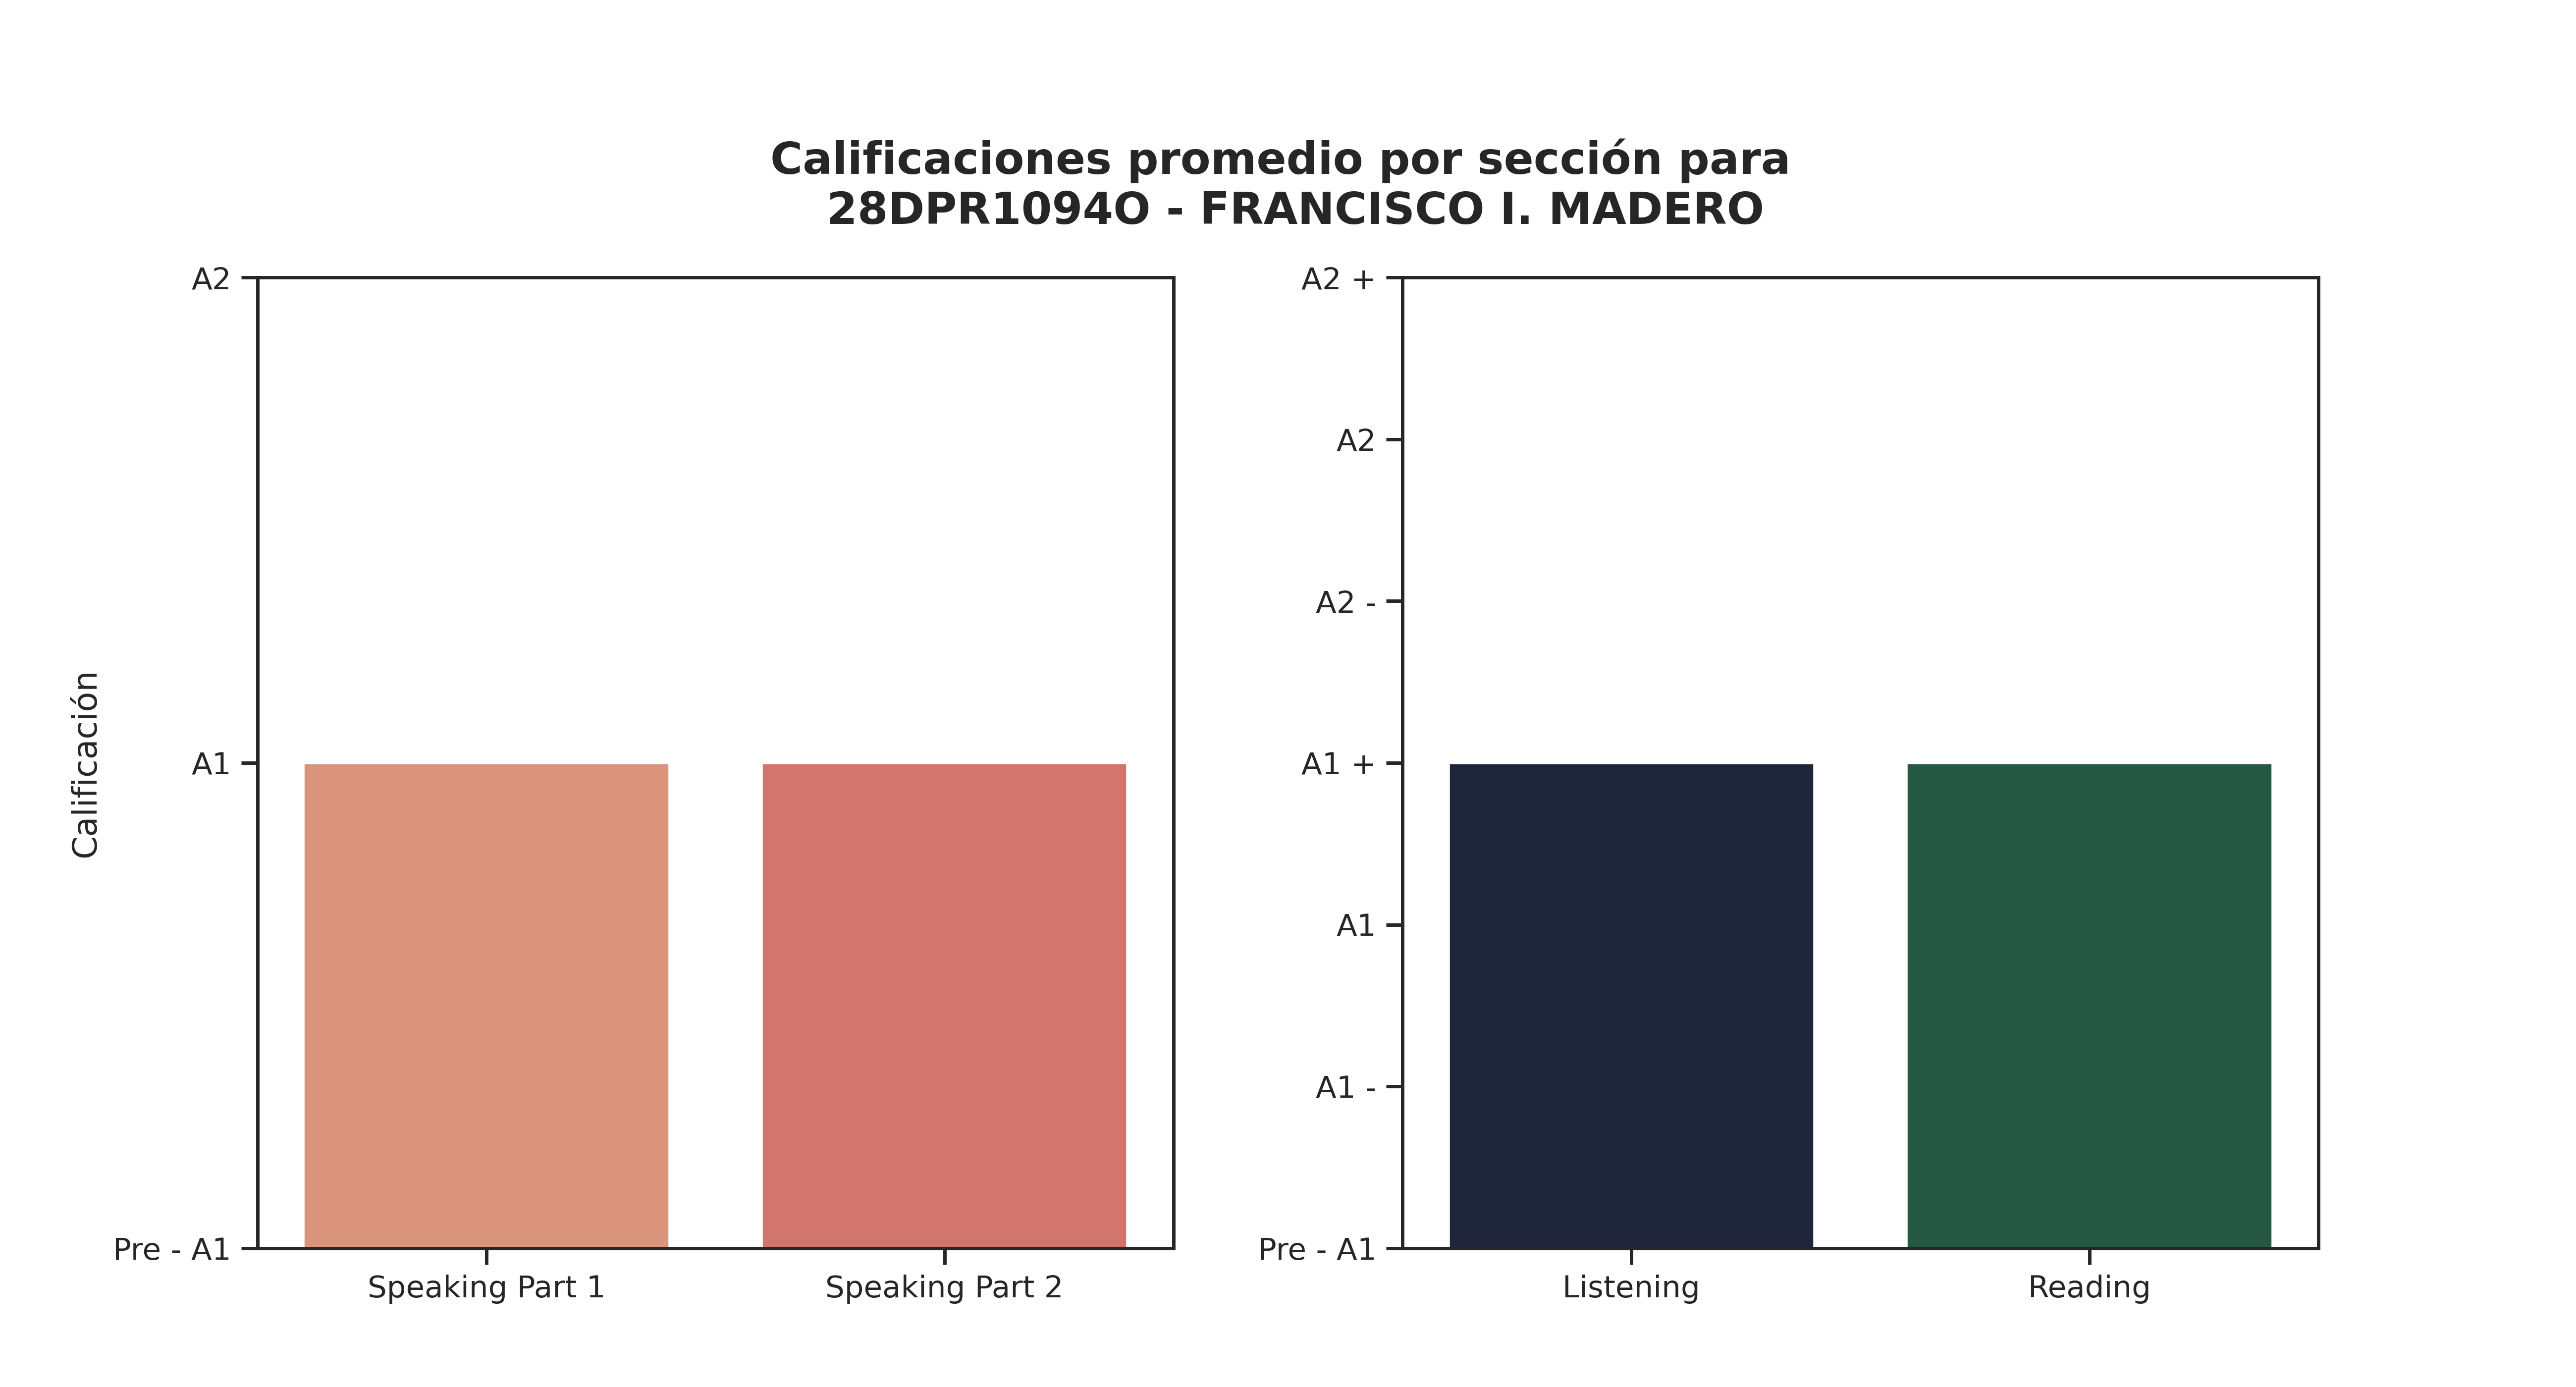 Calificaciones promedio por sección para
28DPR1094O - FRANCISCO I. MADERO
Calificación
A2
A1
Pre - A1
Speaking Part 1
Speaking Part 2
A2 +
A2
A2 -
A1 +
A1
A1 -
Pre - A1
Listening
Reading